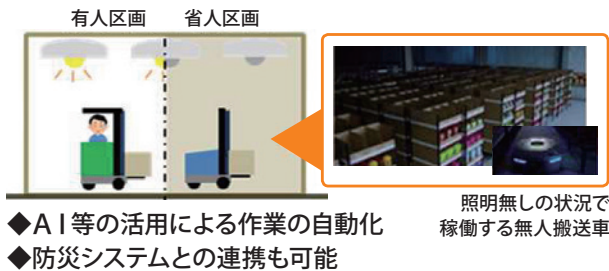 有人区画 省人区画
照明無しの状況で
稼働する無人搬送車
◆AI等の活用による作業の自動化
◆防災システムとの連携も可能